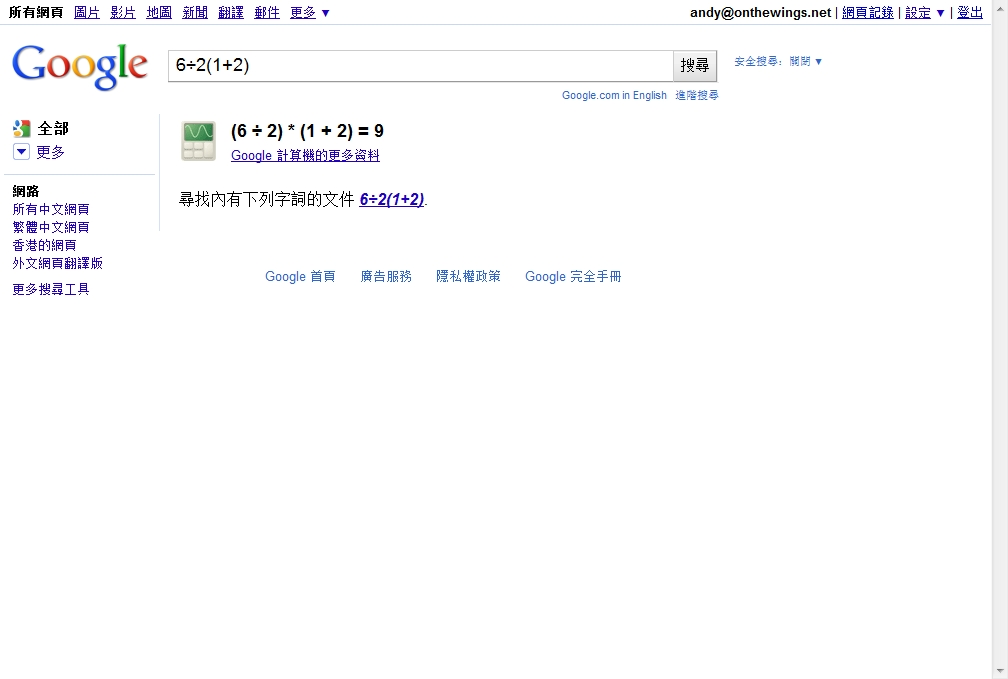 所有網頁 圖片 影片 地圖 新聞 翻譯 郵件 更多 ▼
andy@onthewings.net | 網頁記錄 | 設定 ▼ | 登出
Google
6÷2(1+2)
搜尋
安全搜尋：關閉 ▼
Google.com in English 進階搜尋
全部
更多
(6 ÷ 2) * (1 + 2) = 9
Google 計算機的更多資料
尋找內有下列字詞的文件 6÷2(1+2).
網路
所有中文網頁
繁體中文網頁
香港的網頁
外文網頁翻譯版
更多搜尋工具
Google 首頁 廣告服務 隱私權政策 Google 完全手冊